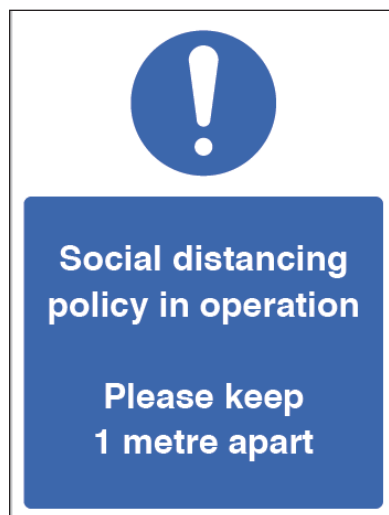 Social distancing
policy in operation
Please keep
1 metre apart